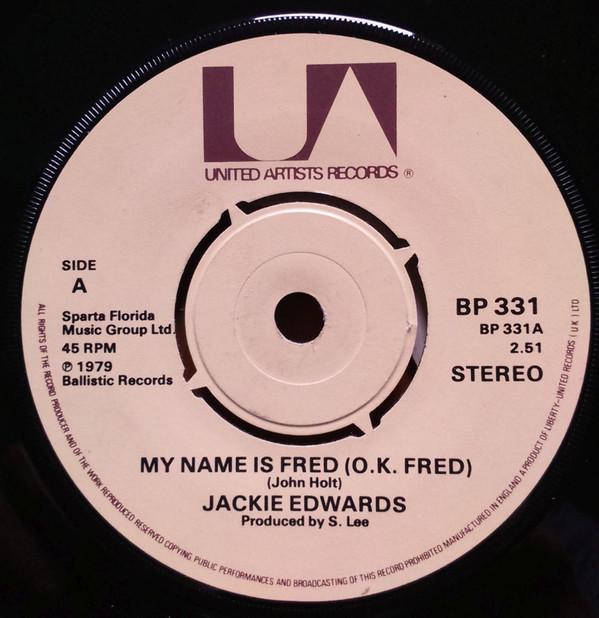 UA
UNITED ARTISTS RECORDS ®
SIDE
A
Sparta Florida
Music Group Ltd.
45 RPM
℗ 1979
Ballistic Records
BP 331
BP 331A
2.51
STEREO
MY NAME IS FRED (O.K. FRED)
(John Holt)
JACKIE EDWARDS
Produced by S. Lee
ALL RIGHTS OF THE RECORD PRODUCER AND OF THE WORK REPRODUCED RESERVED COPYING PUBLIC PERFORMANCES AND BROADCASTING OF THIS RECORD PROHIBITED MANUFACTURED IN ENGLAND A PRODUCT OF LIBERTY-UNITED RECORDS (U K) LTD